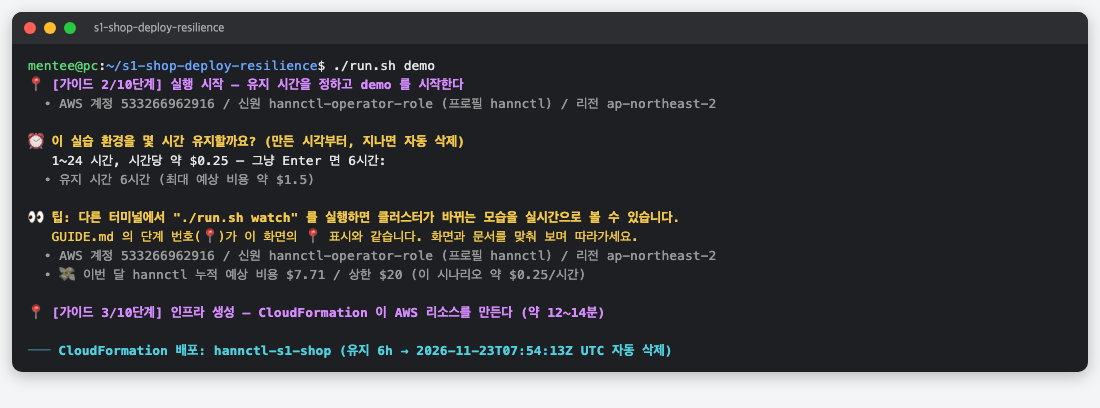 s1-shop-deploy-resilience
mentee@pc:~/s1-shop-deploy-resilience$ ./run.sh demo
📍 [가이드 2/10단계] 실행 시작 — 유지 시간을 정하고 demo 를 시작한다
• AWS 계정 533266962916 / 신원 hannctl-operator-role (프로필 hannctl) / 리전 ap-northeast-2
⏰ 이 실습 환경을 몇 시간 유지할까요? (만든 시각부터, 지나면 자동 삭제)
1~24 시간, 시간당 약 $0.25 — 그냥 Enter 면 6시간:
• 유지 시간 6시간 (최대 예상 비용 약 $1.5)
👀 팁: 다른 터미널에서 "./run.sh watch" 를 실행하면 클러스터가 바뀌는 모습을 실시간으로 볼 수 있습니다.
GUIDE.md 의 단계 번호(📍)가 이 화면의 📍 표시와 같습니다. 화면과 문서를 맞춰 보며 따라가세요.
• AWS 계정 533266962916 / 신원 hannctl-operator-role (프로필 hannctl) / 리전 ap-northeast-2
• 💸 이번 달 hannctl 누적 예상 비용 $7.71 / 상한 $20 (이 시나리오 약 $0.25/시간)
📍 [가이드 3/10단계] 인프라 생성 — CloudFormation 이 AWS 리소스를 만든다 (약 12~14분)
─── CloudFormation 배포: hannctl-s1-shop (유지 6h → 2026-11-23T07:54:13Z UTC 자동 삭제)